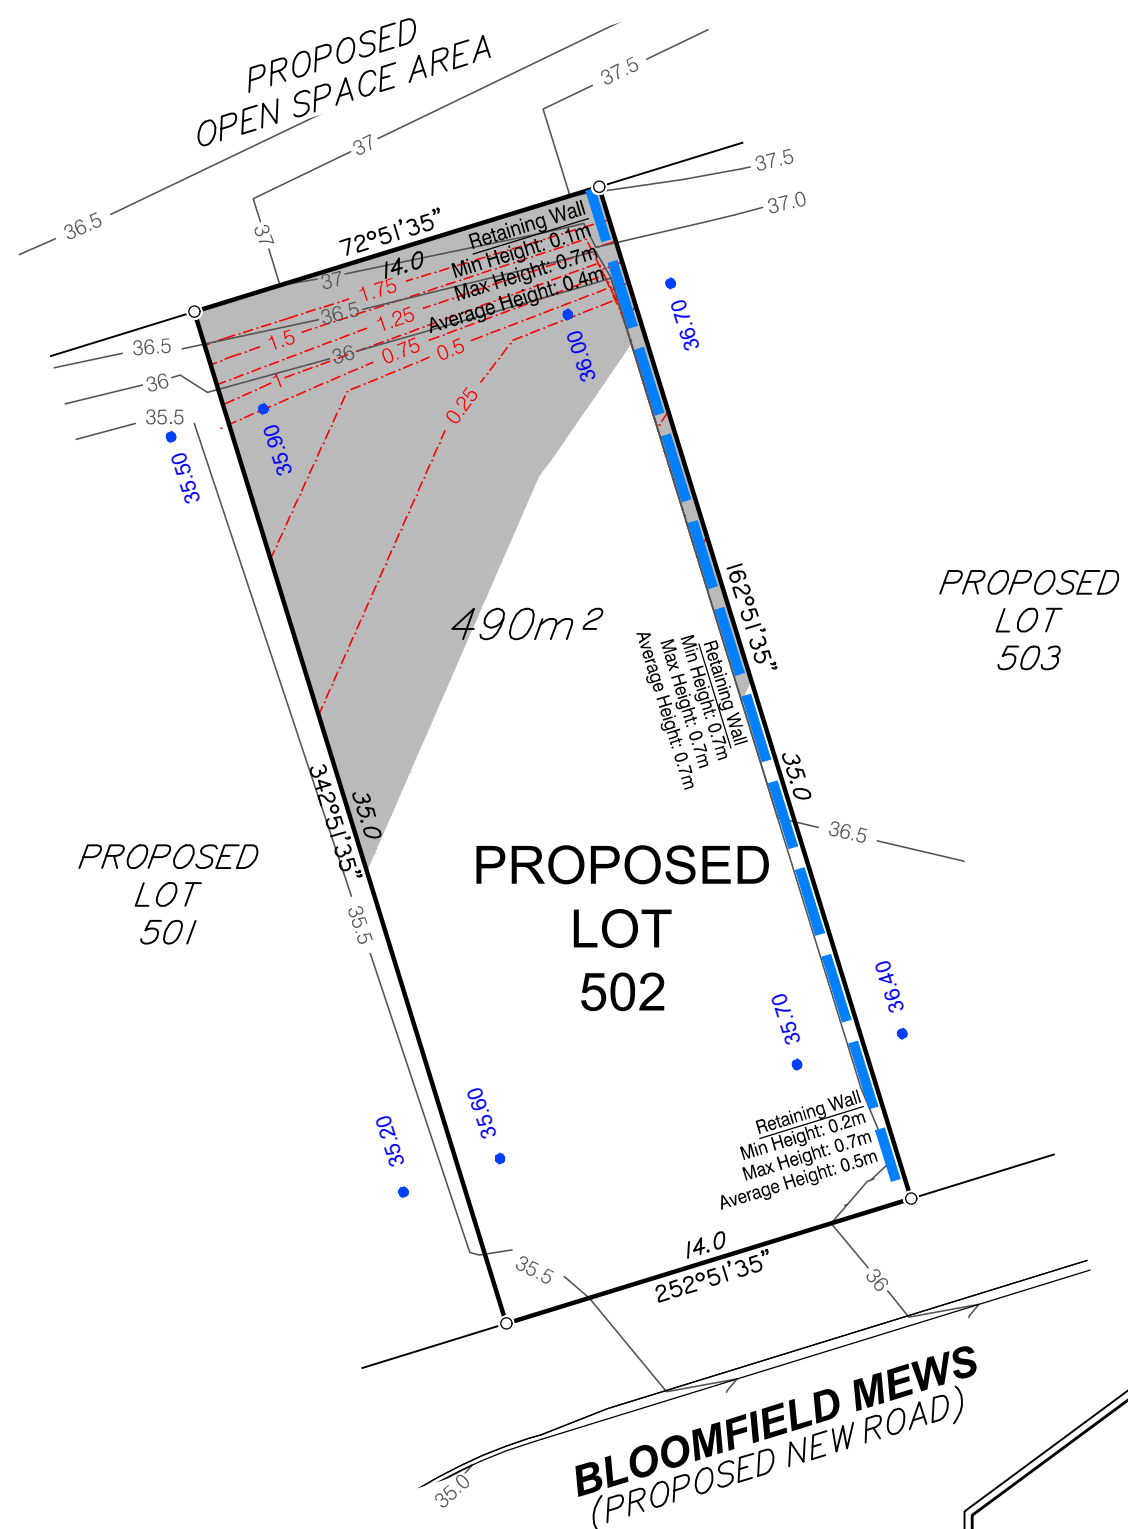 PROPOSED
OPEN SPACE AREA
37.5
37
36.5
37
37.5
37.0
72°51'35"
14.0
Retaining Wall
Min Height: 0.1m
Max Height: 0.7m
Average Height: 0.4m
37
1.75
36.5
1.25
1.5
36
0.75
0.5
1
0.25
36.5
36
35.5
36.00
36.70
35.90
35.50
490m²
162°51'35"
PROPOSED
LOT
503
Retaining Wall
Min Height: 0.7m
Max Height: 0.7m
Average Height: 0.7m
35.0
36.5
342°51'35"
35.0
PROPOSED
LOT
501
35.5
PROPOSED
LOT
502
35.70
36.40
35.60
35.20
Retaining Wall
Min Height: 0.2m
Max Height: 0.7m
Average Height: 0.5m
14.0
252°51'35"
35.5
36
BLOOMFIELD MEWS
(PROPOSED NEW ROAD)
35.0